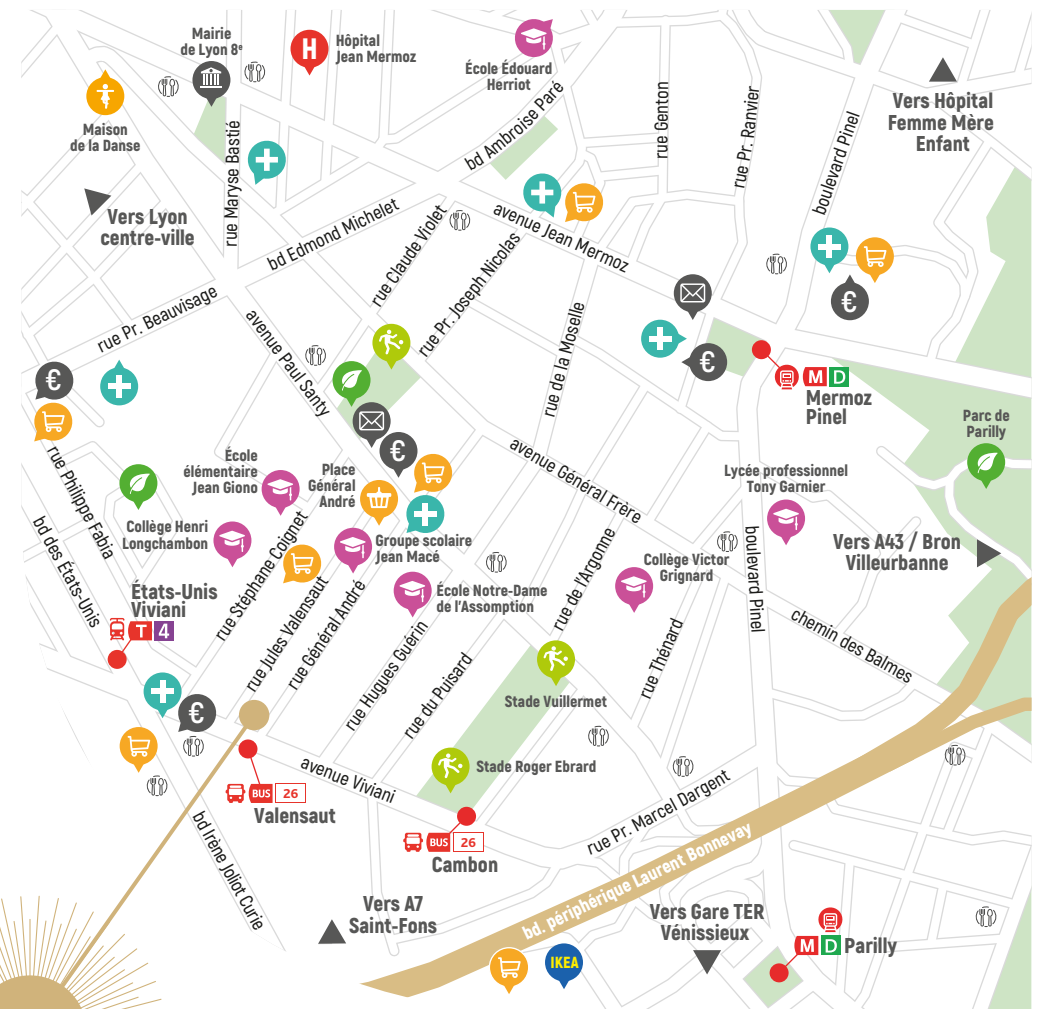 Mairie
de Lyon 8e
H
Hôpital
Jean Mermoz
École Édouard
Herriot
Vers Hôpital
Femme Mère
Enfant
Maison
de la Danse
rue Maryse Bastié
bd Ambroise Paré
rue Genton
rue Pr. Ranvier
boulevard Pinel
Vers Lyon
centre-ville
bd Edmond Michelet
rue Claude Violet
rue Pr. Joseph Nicolas
avenue Jean Mermoz
€
rue Pr. Beauvisage
avenue Paul Santy
rue de la Moselle
€
M D
Mermoz
Pinel
€
Parc de
Parilly
rue Philippe Fabia
École
élémentaire
Jean Giono
Place
Général
André
€
avenue Général Frère
Lycée professionnel
Tony Garnier
Collège Henri
Longchambon
Groupe scolaire
Jean Macé
Vers A43 / Bron
Villeurbanne
bd des États-Unis
rue Stéphane Coignet
rue Jules Valensaut
rue Général André
École Notre-Dame
de l'Assomption
rue de l'Argonne
Collège Victor
Grignard
boulevard Pinel
chemin des Balmes
États-Unis
Viviani
T 4
rue Hugues Guérin
rue du Puisard
rue Thénard
Stade Vuillermet
€
Stade Roger Ebrard
avenue Viviani
BUS 26
Valensaut
rue Pr. Marcel Dargent
BUS 26
Cambon
bd Irène Joliot Curie
bd. périphérique Laurent Bonnevay
Vers A7
Saint-Fons
Vers Gare TER
Vénissieux
M D Parilly
IKEA